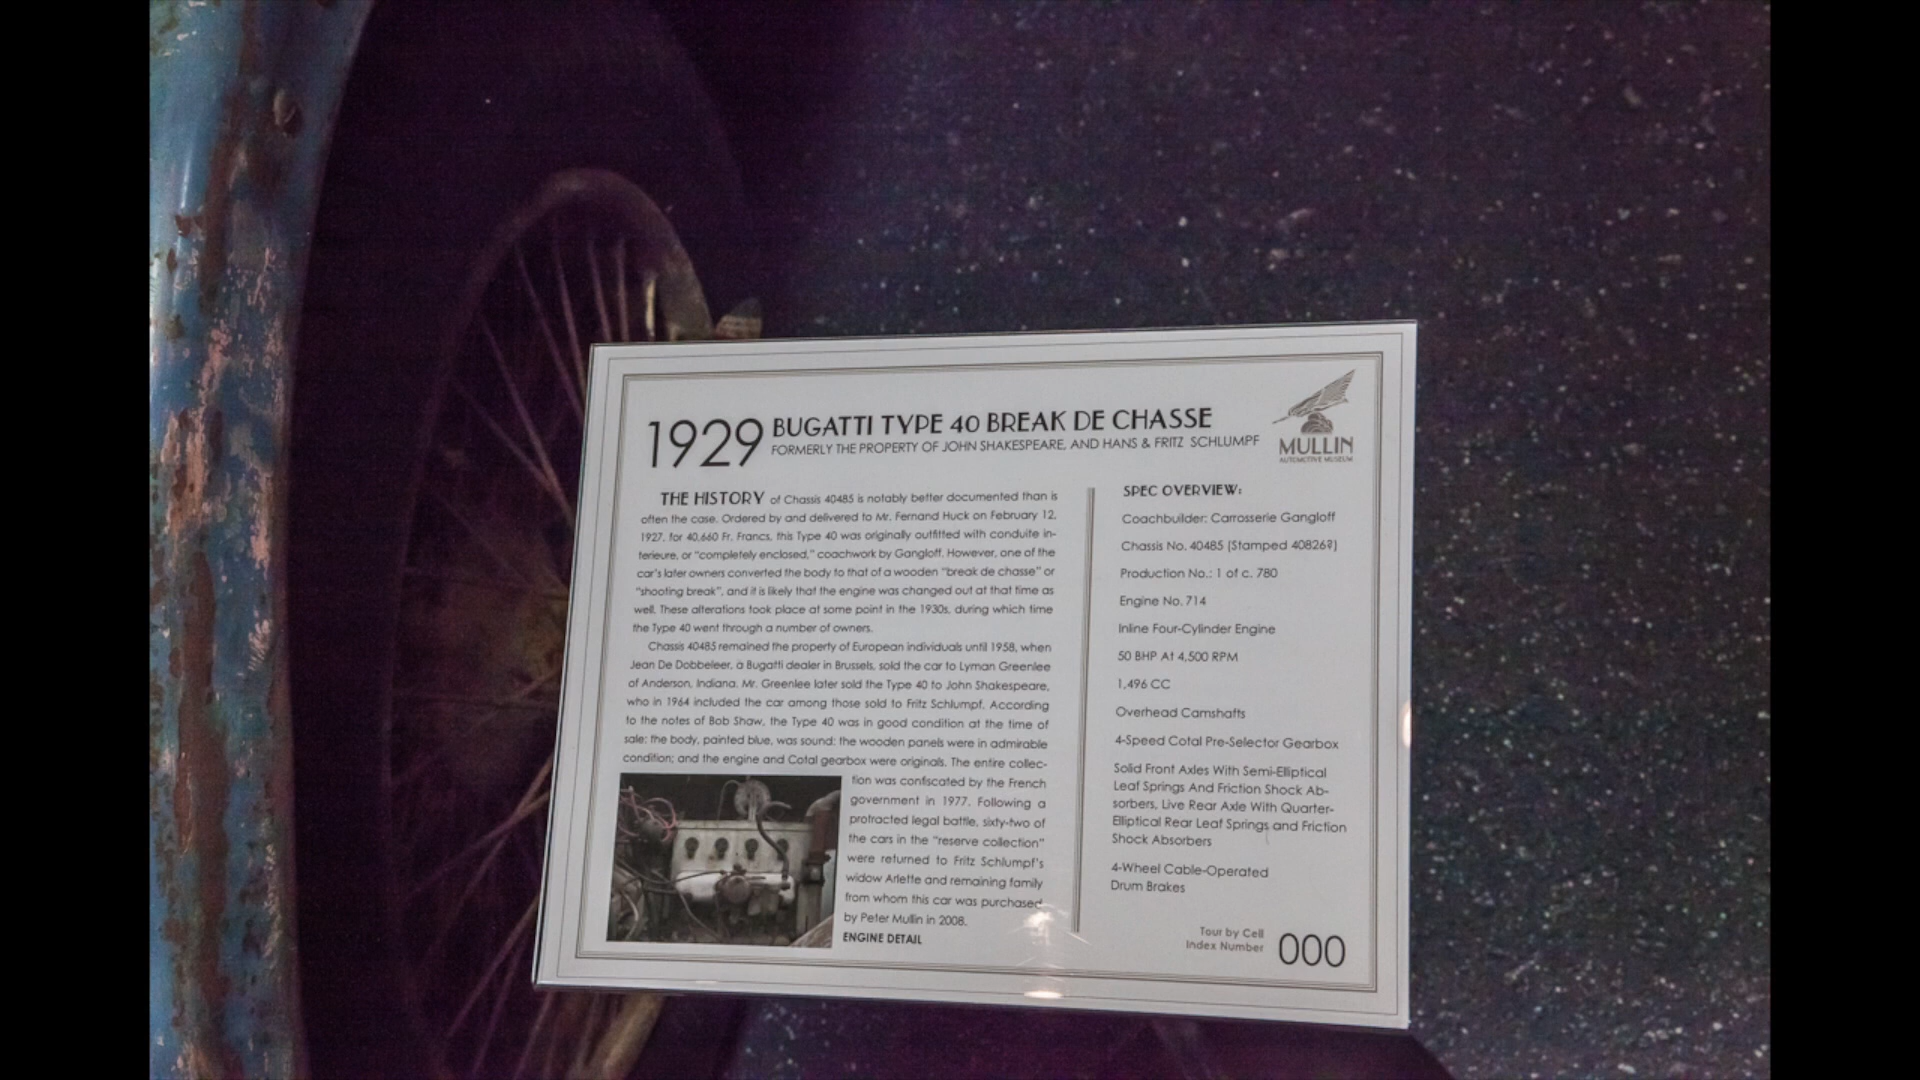 1929 BUGATTI TYPE 40 BREAK DE CHASSE
FORMERLY THE PROPERTY OF JOHN SHAKESPEARE, AND HANS & FRITZ SCHLUMPF
MULLIN
AUTOMOTIVE MUSEUM
THE HISTORY of Chassis 40485 is notably better documented than is
often the case. Ordered by and delivered to Mr. Fernand Huck on February 12,
1927, for 40,660 Fr. Francs, this Type 40 was originally outfitted with conduite in-
terieure, or "completely enclosed," coachwork by Gangloff. However, one of the
car's later owners converted the body to that of a wooden "break de chasse" or
"shooting break", and it is likely that the engine was changed out at that time as
well. These alterations took place at some point in the 1930s, during which time
the Type 40 went through a number of owners.
Chassis 40485 remained the property of European individuals until 1958, when
Jean De Dobbeleer, a Bugatti dealer in Brussels, sold the car to Lyman Greenlee
of Anderson, Indiana. Mr. Greenlee later sold the Type 40 to John Shakespeare,
who in 1964 included the car among those sold to Fritz Schlumpf. According
to the notes of Bob Shaw, the Type 40 was in good condition at the time of
sale: the body, painted blue, was sound; the wooden panels were in admirable
condition; and the engine and Cotal gearbox were originals. The entire collec-
tion was confiscated by the French
government in 1977. Following a
protracted legal battle, sixty-two of
the cars in the "reserve collection"
were returned to Fritz Schlumpf's
widow Arlette and remaining family
from whom this car was purchased
by Peter Mullin in 2008.
ENGINE DETAIL
SPEC OVERVIEW:
Coachbuilder: Carrosserie Gangloff
Chassis No. 40485 (Stamped 40826?)
Production No.: 1 of c. 780
Engine No. 714
Inline Four-Cylinder Engine
50 BHP At 4,500 RPM
1,496 CC
Overhead Camshafts
4-Speed Cotal Pre-Selector Gearbox
Solid Front Axles With Semi-Elliptical
Leaf Springs And Friction Shock Ab-
sorbers, Live Rear Axle With Quarter-
Elliptical Rear Leaf Springs and Friction
Shock Absorbers
4-Wheel Cable-Operated
Drum Brakes
Tour by Cell
Index Number 000